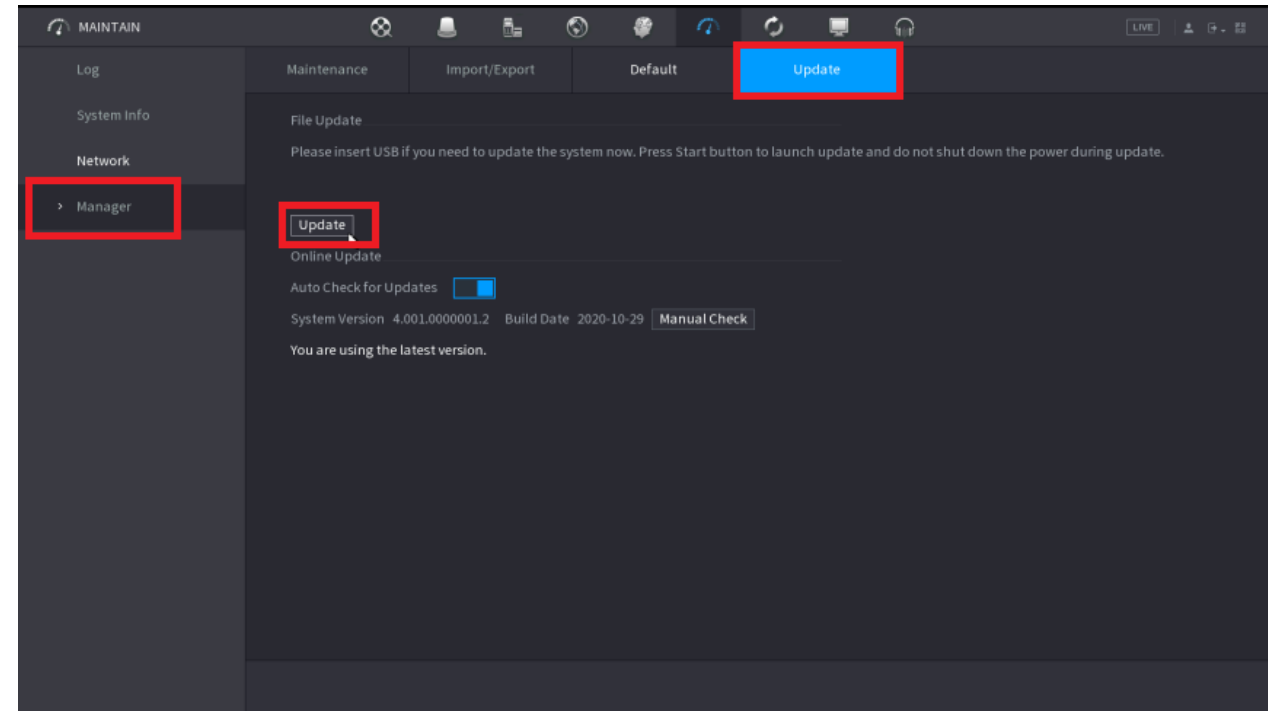 MAINTAIN
LIVE
Log
System Info
Network
Manager
Maintenance
Import/Export
Default
Update
File Update
Please insert USB if you need to update the system now. Press Start button to launch update and do not shut down the power during update.
Update
Online Update
Auto Check for Updates
System Version 4.001.0000001.2 Build Date 2020-10-29 Manual Check
You are using the latest version.